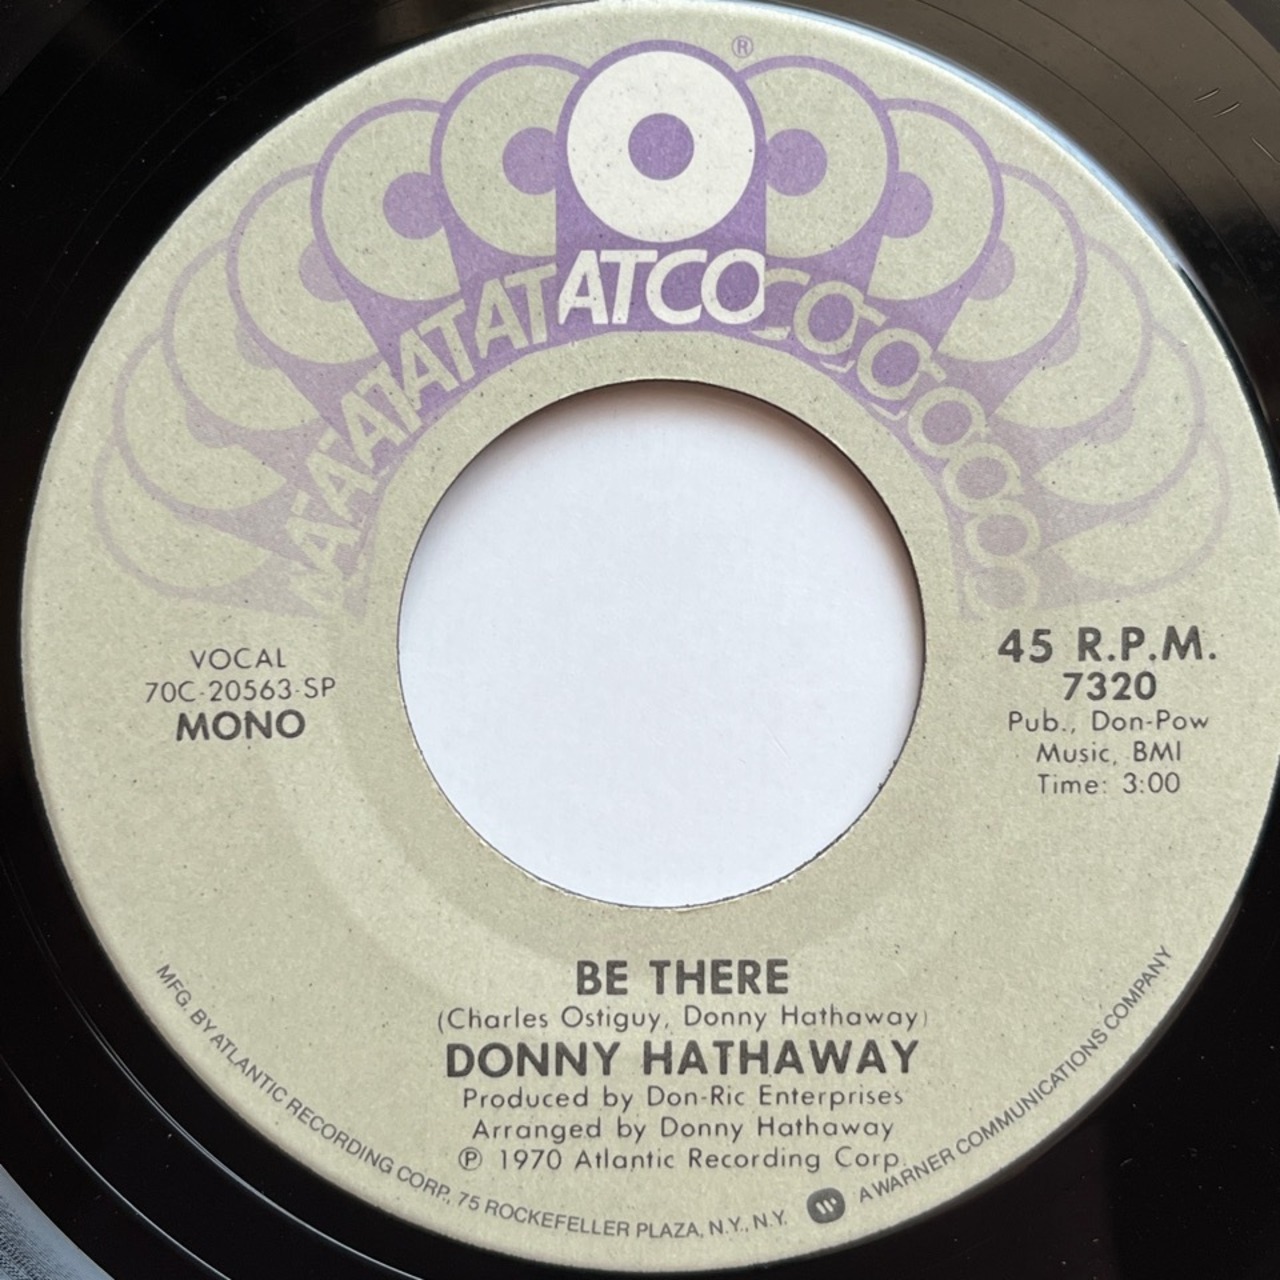 ®
ATCO
VOCAL
70C-20563-SP
MONO
45 R.P.M.
7320
Pub., Don-Pow
Music, BMI
Time: 3:00
BE THERE
(Charles Ostiguy, Donny Hathaway)
DONNY HATHAWAY
Produced by Don-Ric Enterprises
Arranged by Donny Hathaway
℗ 1970 Atlantic Recording Corp.
MFG. BY ATLANTIC RECORDING CORP., 75 ROCKEFELLER PLAZA, N.Y., N.Y. A WARNER COMMUNICATIONS COMPANY